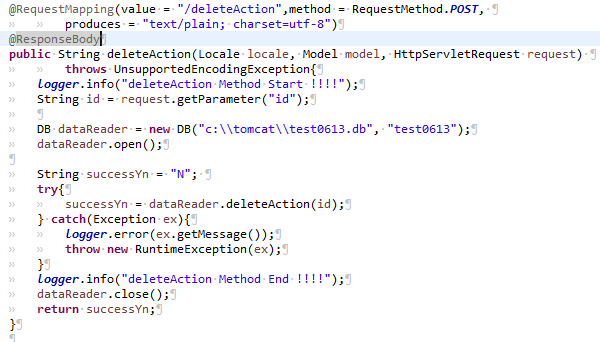 @RequestMapping(value = "/deleteAction",method = RequestMethod.POST,
produces = "text/plain; charset=utf-8")
@ResponseBody
public String deleteAction(Locale locale, Model model, HttpServletRequest request)
throws UnsupportedEncodingException{
logger.info("deleteAction Method Start !!!!");
String id = request.getParameter("id");
DB dataReader = new DB("c:\\tomcat\\test0613.db", "test0613");
dataReader.open();
String successYn = "N";
try{
successYn = dataReader.deleteAction(id);
} catch(Exception ex){
logger.error(ex.getMessage());
throw new RuntimeException(ex);
}
logger.info("deleteAction Method End !!!!");
dataReader.close();
return successYn;
}